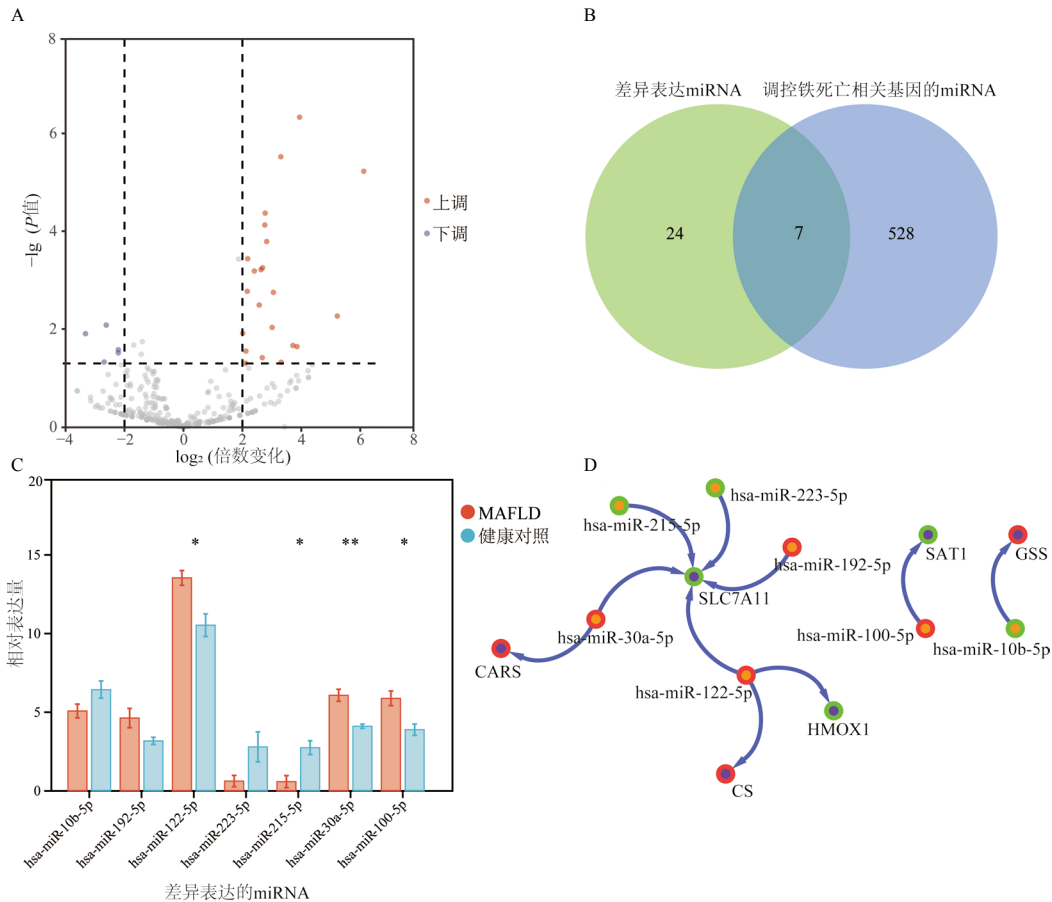 A
−lg (P值)
8
6
4
2
0
−4
−2
0
2
4
6
8
log₂ (倍数变化)
上调
下调
B
差异表达miRNA
调控铁死亡相关基因的miRNA
24
7
528
C
相对表达量
20
15
10
5
0
*
*
**
*
MAFLD
健康对照
hsa-miR-10b-5p
hsa-miR-192-5p
hsa-miR-122-5p
hsa-miR-223-5p
hsa-miR-215-5p
hsa-miR-30a-5p
hsa-miR-100-5p
差异表达的miRNA
D
hsa-miR-223-5p
hsa-miR-215-5p
hsa-miR-192-5p
SLC7A11
hsa-miR-30a-5p
CARS
hsa-miR-122-5p
HMOX1
CS
SAT1
hsa-miR-100-5p
GSS
hsa-miR-10b-5p